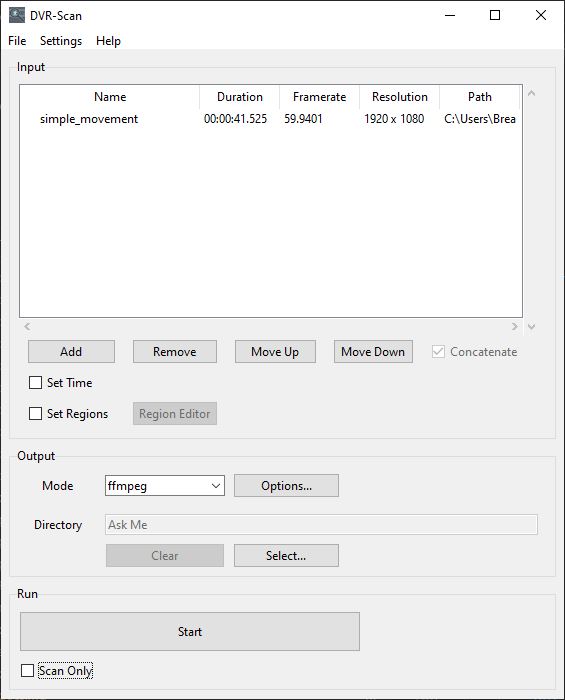 DVR-Scan
File Settings Help
Input
Name Duration Framerate Resolution Path
simple_movement 00:00:41.525 59.9401 1920 x 1080 C:\Users\Brea
Add Remove Move Up Move Down Concatenate
Set Time
Set Regions Region Editor
Output
Mode ffmpeg Options...
Directory Ask Me
Clear Select...
Run
Start
Scan Only